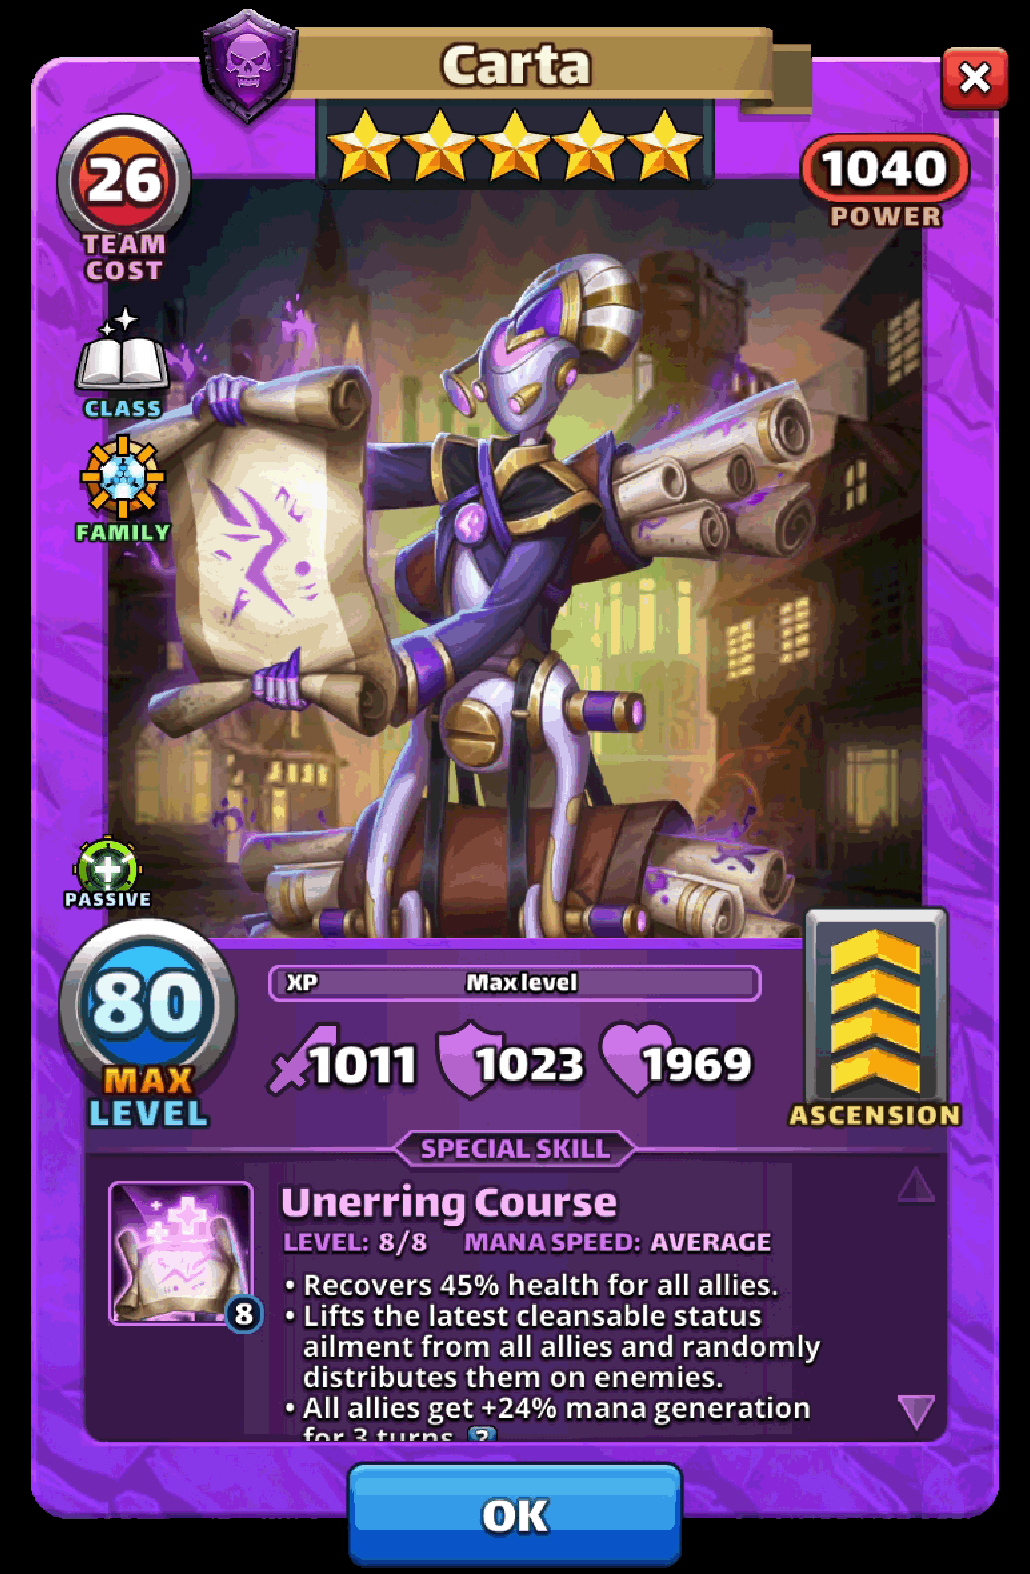 Carta
26
TEAM
COST
1040
POWER
CLASS
FAMILY
PASSIVE
80
MAX
LEVEL
XP Max level
1011 1023 1969
ASCENSION
SPECIAL SKILL
Unerring Course
LEVEL: 8/8 MANA SPEED: AVERAGE
8
• Recovers 45% health for all allies.
• Lifts the latest cleansable status
ailment from all allies and randomly
distributes them on enemies.
• All allies get +24% mana generation
for 3 turns. ?
OK